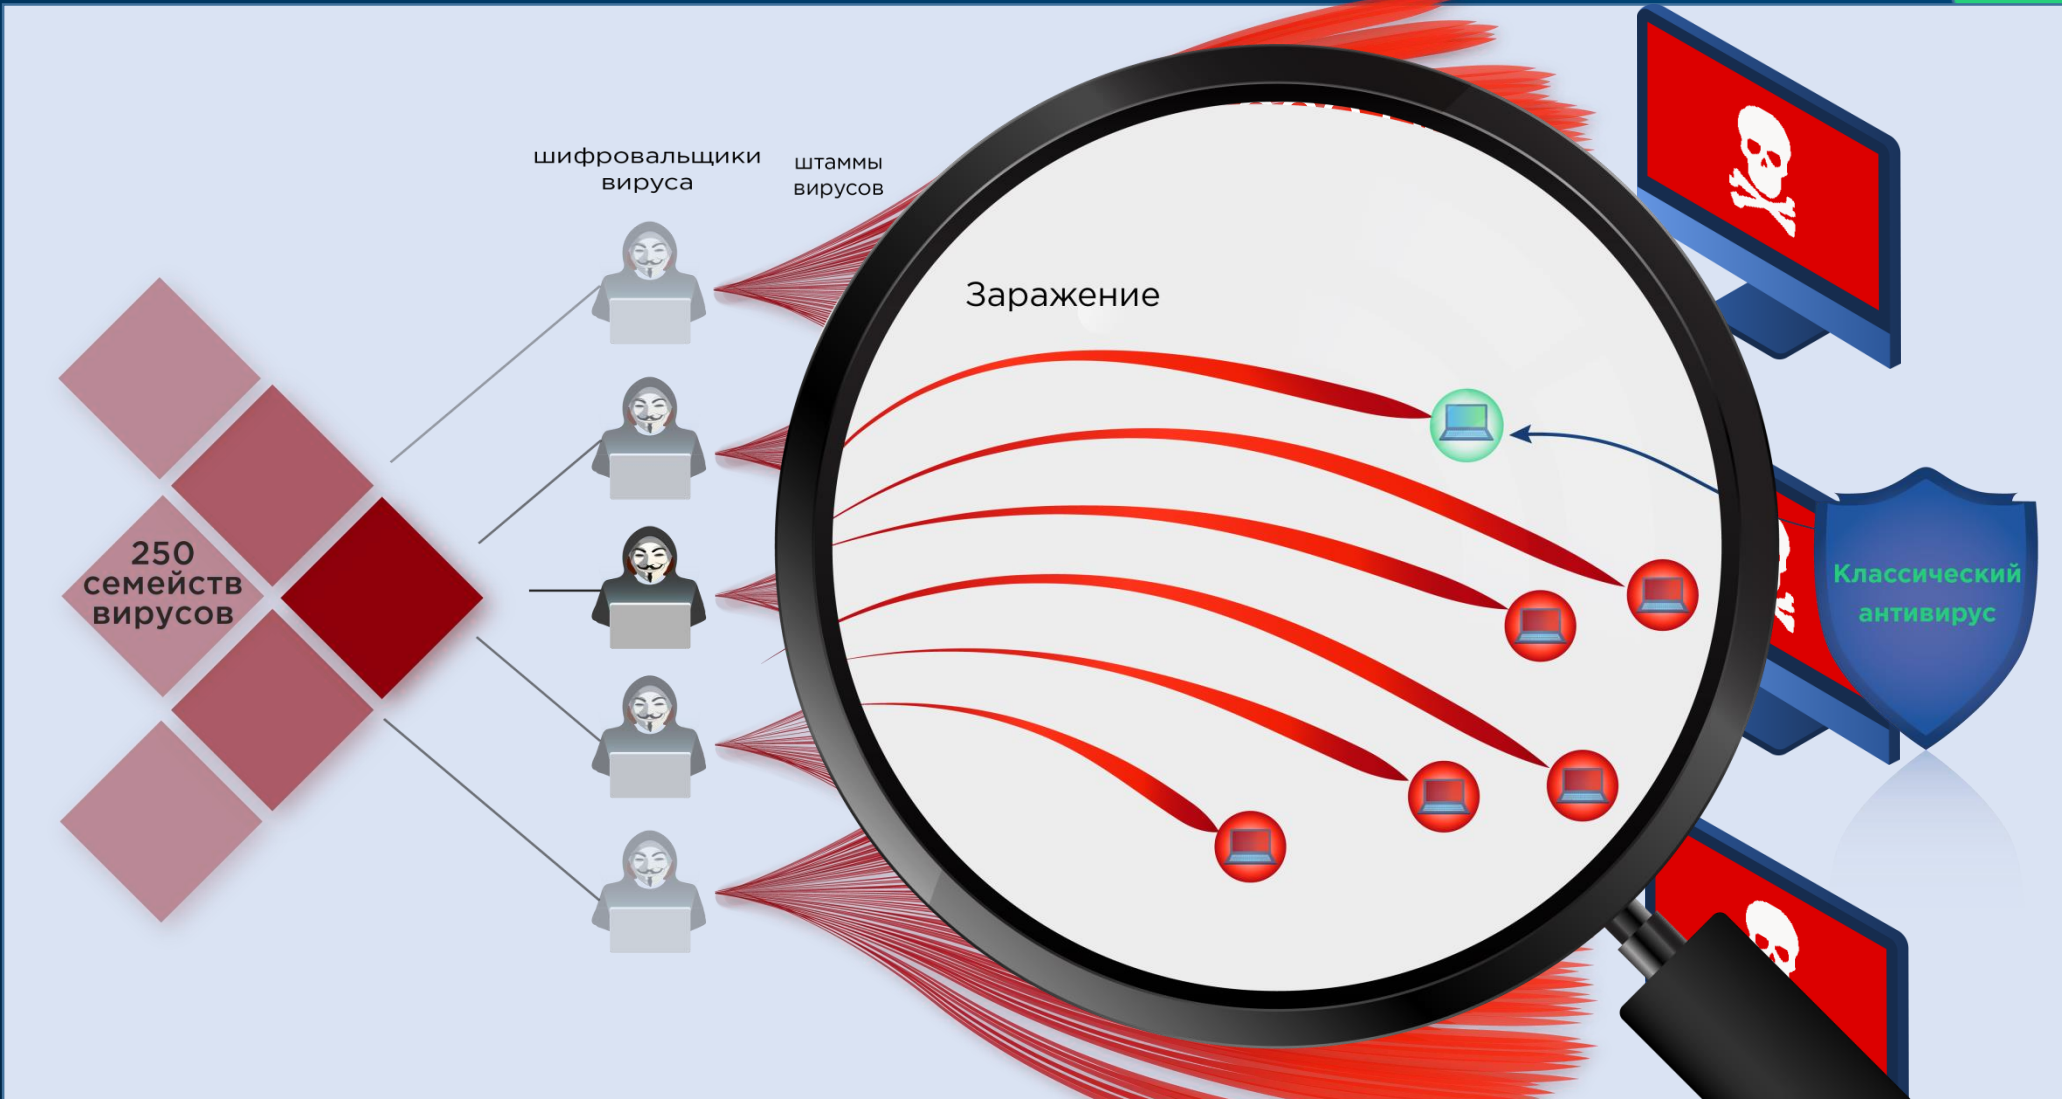 шифровальщики
вируса
штаммы
вирусов
Заражение
250
семейств
вирусов
Классический
антивирус